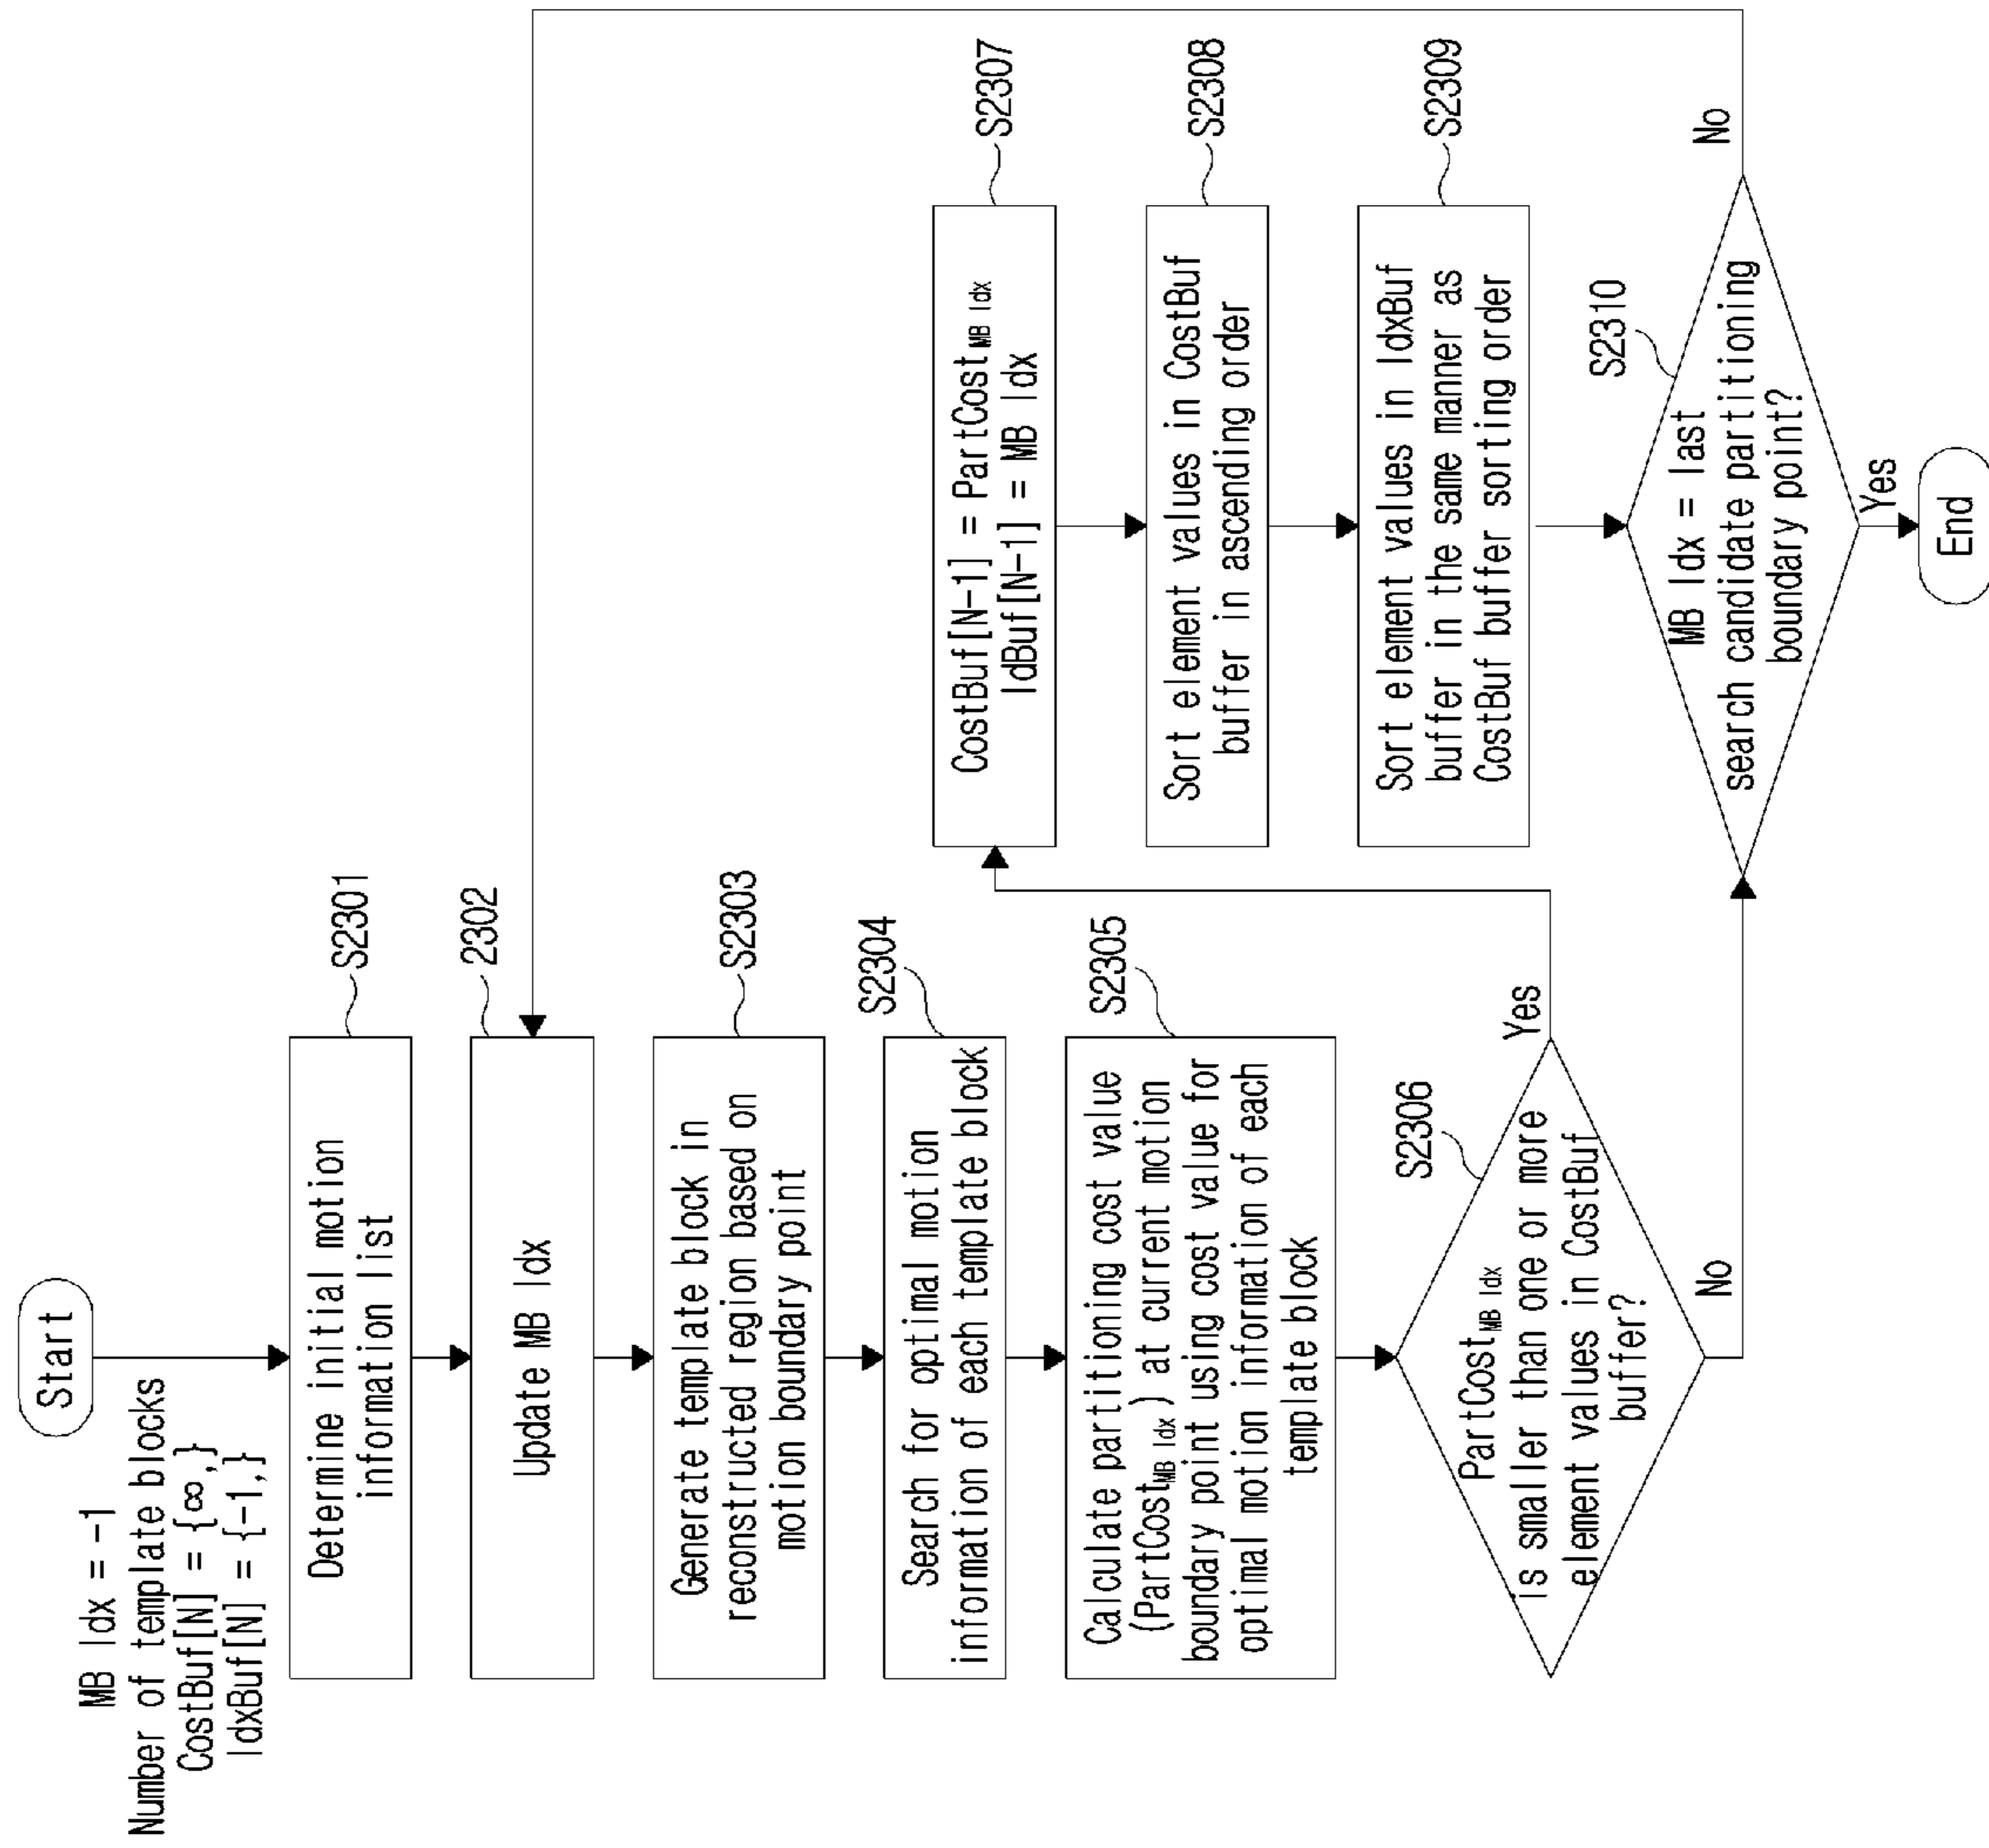 Start
MB Idx = -1
Number of template blocks
CostBuf[N] = {∞,}
IdxBuf[N] = {-1,}
Determine initial motion
information list
S2301
Update MB Idx
2302
Generate template block in
reconstructed region based on
motion boundary point
S2303
Search for optimal motion
information of each template block
S2304
Calculate partitioning cost value
(PartCostMB Idx) at current motion
boundary point using cost value for
optimal motion information of each
template block
S2305
PartCostMB Idx
is smaller than one or more
element values in CostBuf
buffer?
S2306
Yes
No
CostBuf[N-1] = PartCostMB Idx
IdBuf[N-1] = MB Idx
S2307
Sort element values in CostBuf
buffer in ascending order
S2308
Sort element values in IdxBuf
buffer in the same manner as
CostBuf buffer sorting order
S2309
MB Idx = last
search candidate partitioning
boundary point?
S2310
No
Yes
End